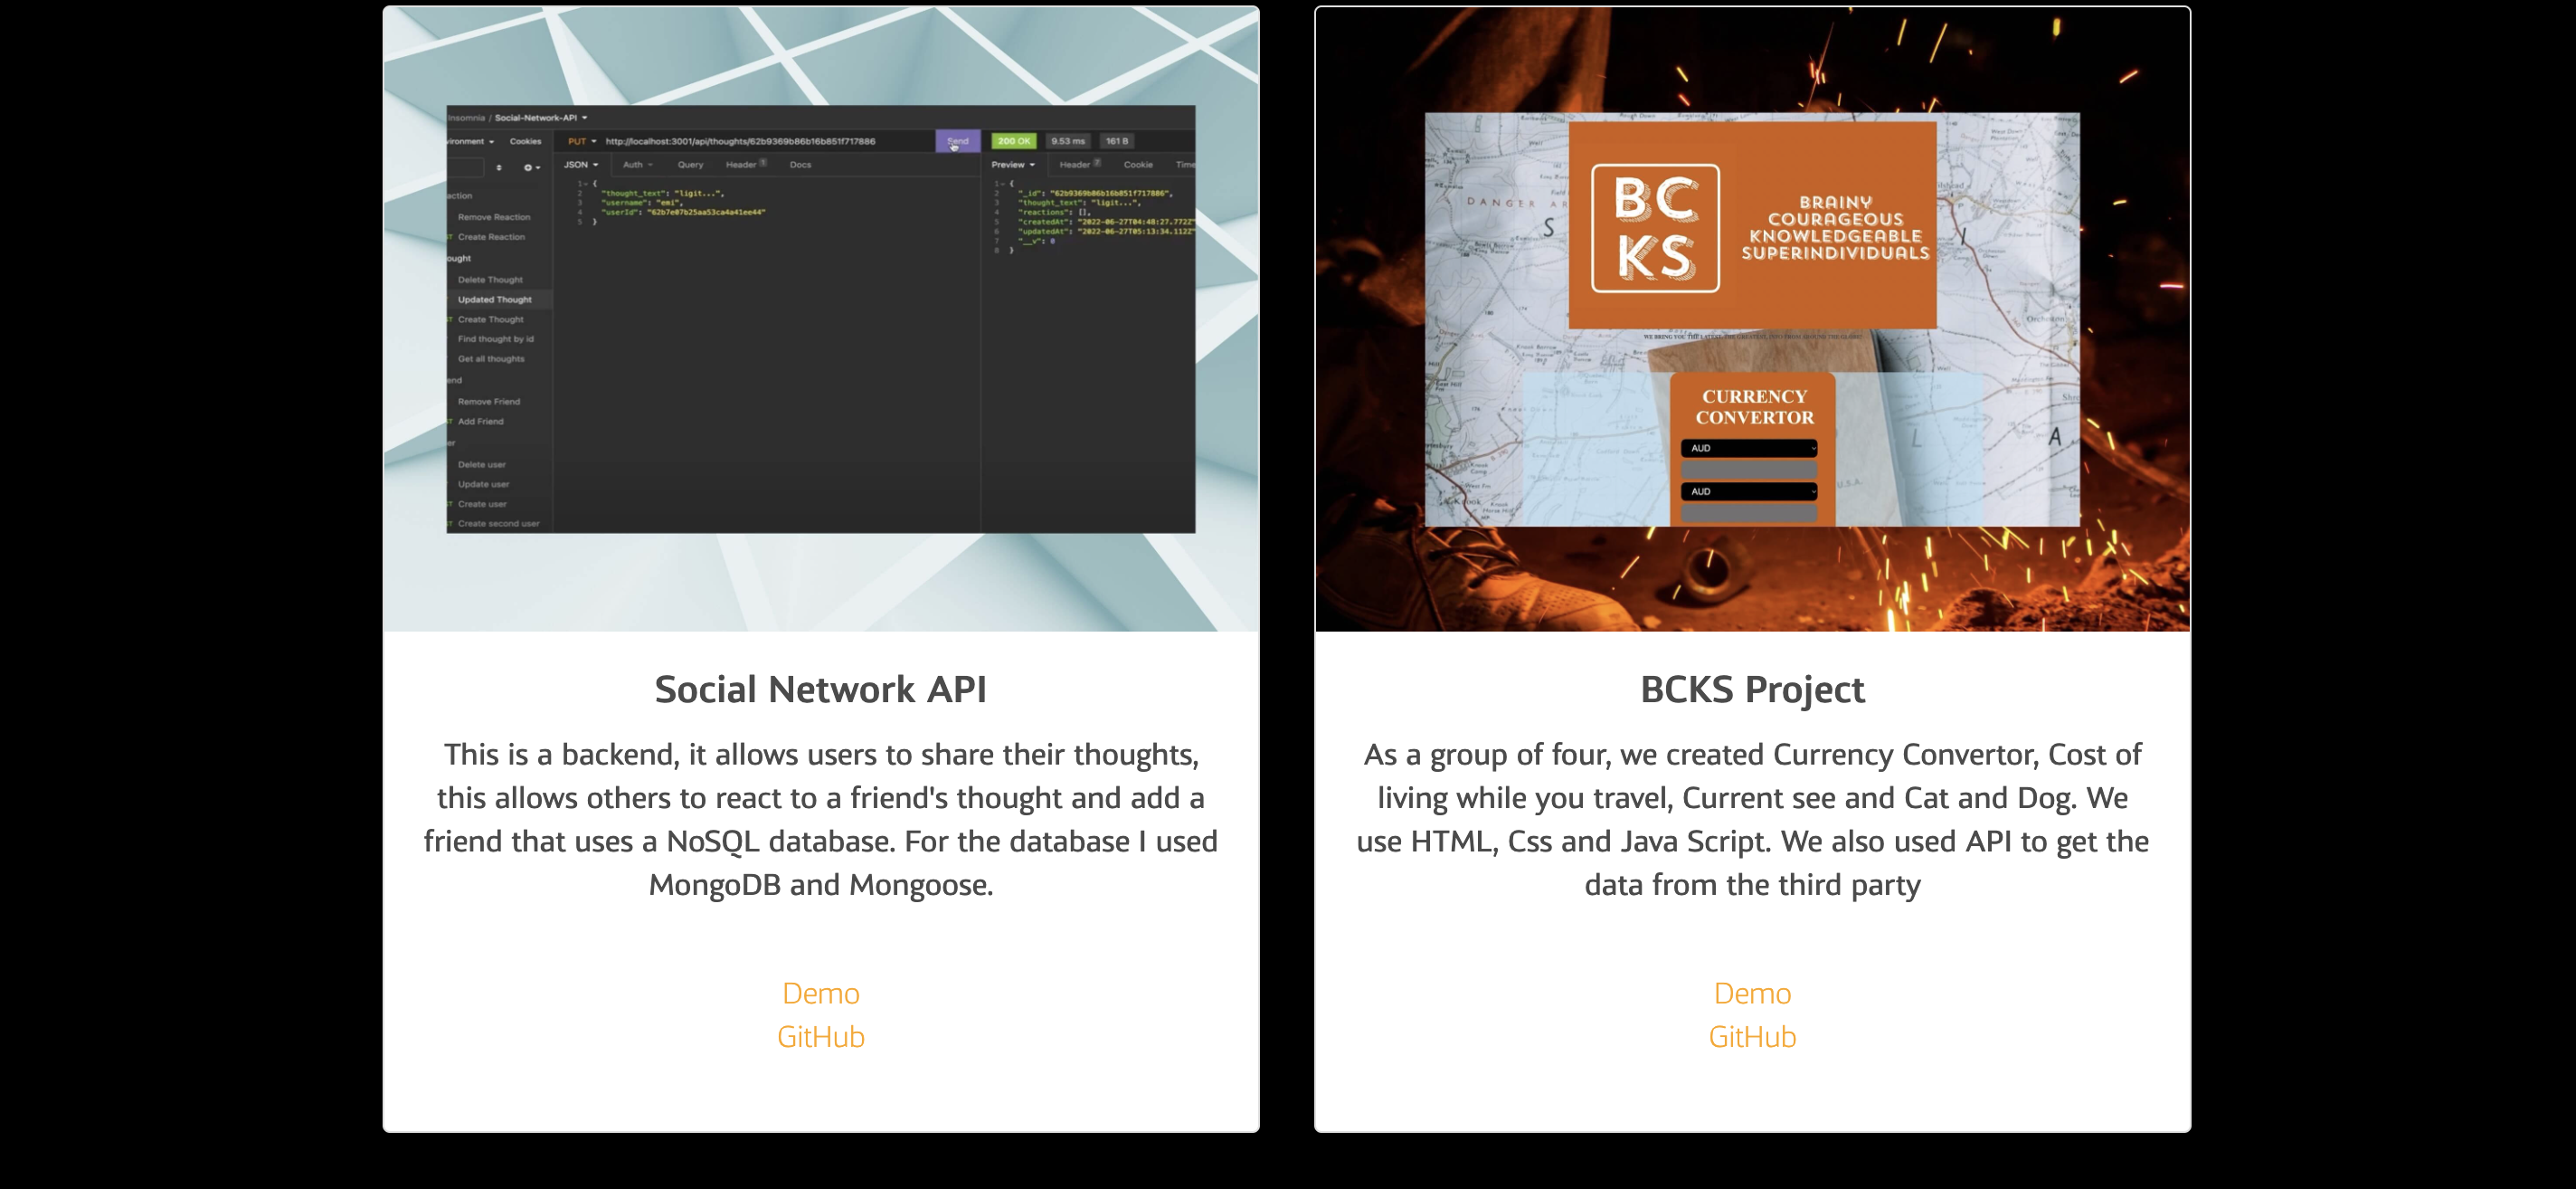 Insomnia / Social-Network-API
Cookies
PUT http://localhost:3001/api/thoughts/62b9369b86b16b851f717886 Send 200 OK 9.53 ms 161 B
JSON Auth Query Header 1 Docs Preview Header 7 Cookie
1 {
2 "thought_text": "ligit...",
3 "username": "emi",
4 "userId": "62b7e07b25aa53ca4a41ee44"
5 }
1 {
2 "_id": "62b9369b86b16b851f717886",
3 "thought_text": "ligit...",
4 "reactions": [],
5 "createdAt": "2022-06-27T04:48:27.772Z"
6 "updatedAt": "2022-06-27T05:13:34.112Z"
7 "__v": 0
8 }
Remove Reaction
Create Reaction
Delete Thought
Updated Thought
Create Thought
Find thought by id
Get all thoughts
Remove Friend
Add Friend
Delete user
Update user
Create user
Create second user
BC
KS
BRAINY
COURAGEOUS
KNOWLEDGEABLE
SUPERINDIVIDUALS
CURRENCY
CONVERTOR
AUD
AUD
Social Network API
This is a backend, it allows users to share their thoughts,
this allows others to react to a friend's thought and add a
friend that uses a NoSQL database. For the database I used
MongoDB and Mongoose.
Demo
GitHub
BCKS Project
As a group of four, we created Currency Convertor, Cost of
living while you travel, Current see and Cat and Dog. We
use HTML, Css and Java Script. We also used API to get the
data from the third party
Demo
GitHub